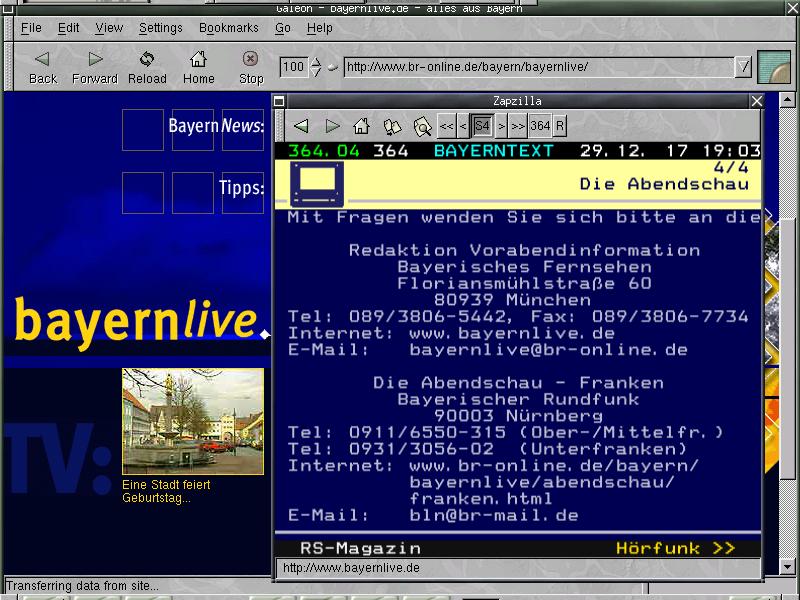 Galeon - bayernlive.de - alles aus Bayern
File Edit View Settings Bookmarks Go Help
Back Forward Reload Home Stop 100 http://www.br-online.de/bayern/bayernlive/
BayernNews:
Tipps:
bayernlive.
TV:
Eine Stadt feiert
Geburtstag...
Transferring data from site...
Zapzilla
<< < S4 > >> 364 R
364.04 364 BAYERNTEXT 29.12. 17 19:03
4/4
Die Abendschau
Mit Fragen wenden Sie sich bitte an die
Redaktion Vorabendinformation
Bayerisches Fernsehen
Floriansmühlstraße 60
80939 München
Tel: 089/3806-5442, Fax: 089/3806-7734
Internet: www.bayernlive.de
E-Mail: bayernlive@br-online.de
Die Abendschau - Franken
Bayerischer Rundfunk
90003 Nürnberg
Tel: 0911/6550-315 (Ober-/Mittelfr.)
Tel: 0931/3056-02 (Unterfranken)
Internet: www.br-online.de/bayern/
bayernlive/abendschau/
franken.html
E-Mail: bln@br-mail.de
RS-Magazin Hörfunk >>
http://www.bayernlive.de